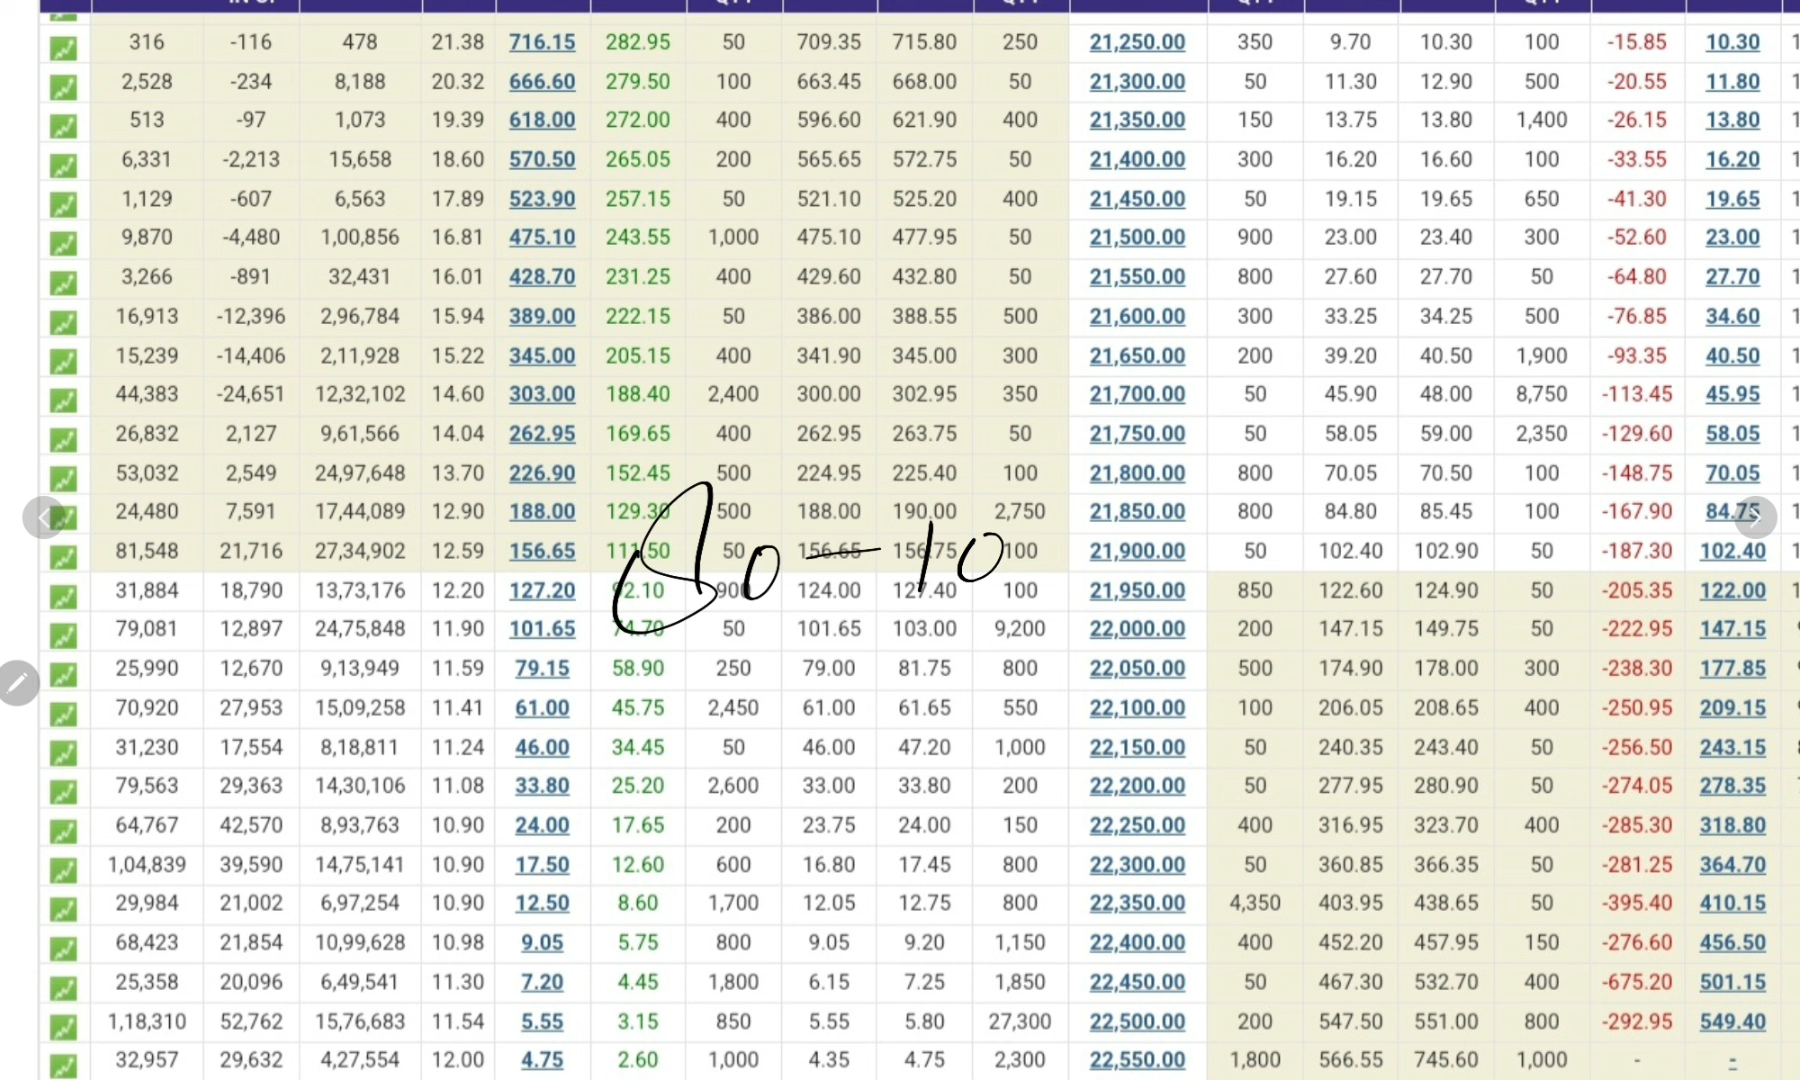 316 -116 478 21.38 716.15 282.95 50 709.35 715.80 250 21,250.00 350 9.70 10.30 100 -15.85 10.30
2,528 -234 8,188 20.32 666.60 279.50 100 663.45 668.00 50 21,300.00 50 11.30 12.90 500 -20.55 11.80
513 -97 1,073 19.39 618.00 272.00 400 596.60 621.90 400 21,350.00 150 13.75 13.80 1,400 -26.15 13.80
6,331 -2,213 15,658 18.60 570.50 265.05 200 565.65 572.75 50 21,400.00 300 16.20 16.60 100 -33.55 16.20
1,129 -607 6,563 17.89 523.90 257.15 50 521.10 525.20 400 21,450.00 50 19.15 19.65 650 -41.30 19.65
9,870 -4,480 1,00,856 16.81 475.10 243.55 1,000 475.10 477.95 50 21,500.00 900 23.00 23.40 300 -52.60 23.00
3,266 -891 32,431 16.01 428.70 231.25 400 429.60 432.80 50 21,550.00 800 27.60 27.70 50 -64.80 27.70
16,913 -12,396 2,96,784 15.94 389.00 222.15 50 386.00 388.55 500 21,600.00 300 33.25 34.25 500 -76.85 34.60
15,239 -14,406 2,11,928 15.22 345.00 205.15 400 341.90 345.00 300 21,650.00 200 39.20 40.50 1,900 -93.35 40.50
44,383 -24,651 12,32,102 14.60 303.00 188.40 2,400 300.00 302.95 350 21,700.00 50 45.90 48.00 8,750 -113.45 45.95
26,832 2,127 9,61,566 14.04 262.95 169.65 400 262.95 263.75 50 21,750.00 50 58.05 59.00 2,350 -129.60 58.05
53,032 2,549 24,97,648 13.70 226.90 152.45 500 224.95 225.40 100 21,800.00 800 70.05 70.50 100 -148.75 70.05
24,480 7,591 17,44,089 12.90 188.00 129.30 500 188.00 190.00 2,750 21,850.00 800 84.80 85.45 100 -167.90 84.75
81,548 21,716 27,34,902 12.59 156.65 111.50 50 156.65 156.75 100 21,900.00 50 102.40 102.90 50 -187.30 102.40
31,884 18,790 13,73,176 12.20 127.20 92.10 900 124.00 127.40 100 21,950.00 850 122.60 124.90 50 -205.35 122.00
79,081 12,897 24,75,848 11.90 101.65 74.70 50 101.65 103.00 9,200 22,000.00 200 147.15 149.75 50 -222.95 147.15
25,990 12,670 9,13,949 11.59 79.15 58.90 250 79.00 81.75 800 22,050.00 500 174.90 178.00 300 -238.30 177.85
70,920 27,953 15,09,258 11.41 61.00 45.75 2,450 61.00 61.65 550 22,100.00 100 206.05 208.65 400 -250.95 209.15
31,230 17,554 8,18,811 11.24 46.00 34.45 50 46.00 47.20 1,000 22,150.00 50 240.35 243.40 50 -256.50 243.15
79,563 29,363 14,30,106 11.08 33.80 25.20 2,600 33.00 33.80 200 22,200.00 50 277.95 280.90 50 -274.05 278.35
64,767 42,570 8,93,763 10.90 24.00 17.65 200 23.75 24.00 150 22,250.00 400 316.95 323.70 400 -285.30 318.80
1,04,839 39,590 14,75,141 10.90 17.50 12.60 600 16.80 17.45 800 22,300.00 50 360.85 366.35 50 -281.25 364.70
29,984 21,002 6,97,254 10.90 12.50 8.60 1,700 12.05 12.75 800 22,350.00 4,350 403.95 438.65 50 -395.40 410.15
68,423 21,854 10,99,628 10.98 9.05 5.75 800 9.05 9.20 1,150 22,400.00 400 452.20 457.95 150 -276.60 456.50
25,358 20,096 6,49,541 11.30 7.20 4.45 1,800 6.15 7.25 1,850 22,450.00 50 467.30 532.70 400 -675.20 501.15
1,18,310 52,762 15,76,683 11.54 5.55 3.15 850 5.55 5.80 27,300 22,500.00 200 547.50 551.00 800 -292.95 549.40
32,957 29,632 4,27,554 12.00 4.75 2.60 1,000 4.35 4.75 2,300 22,550.00 1,800 566.55 745.60 1,000 - -
80 - 10